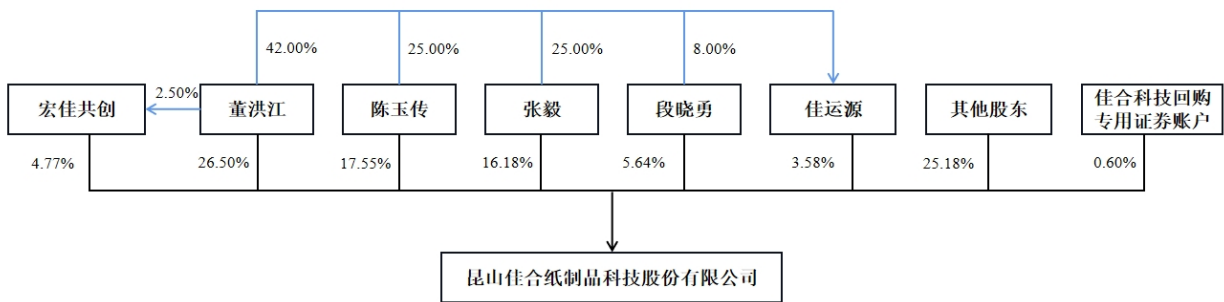 42.00%
25.00%
25.00%
8.00%
2.50%
宏佳共创
董洪江
陈玉传
张毅
段晓勇
佳运源
其他股东
佳合科技回购
专用证券账户
4.77%
26.50%
17.55%
16.18%
5.64%
3.58%
25.18%
0.60%
昆山佳合纸制品科技股份有限公司